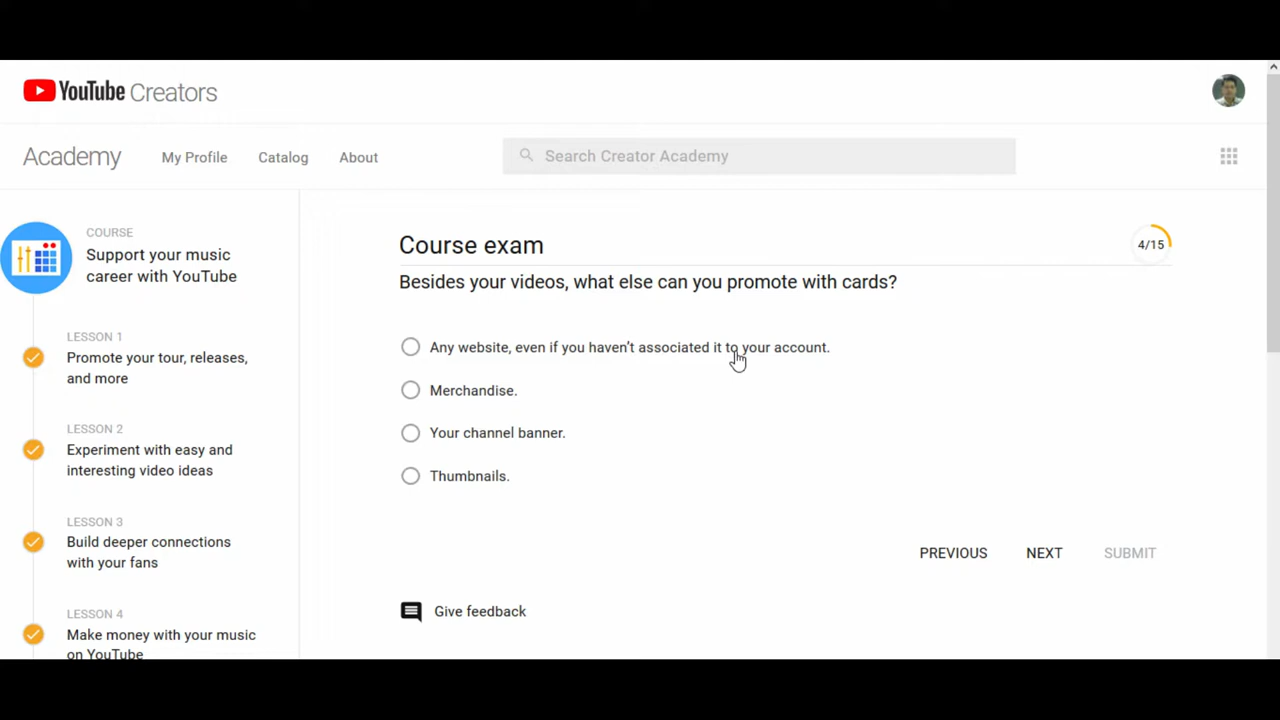 YouTube Creators
Academy
My Profile
Catalog
About
Search Creator Academy
COURSE
Support your music
career with YouTube
LESSON 1
Promote your tour, releases,
and more
LESSON 2
Experiment with easy and
interesting video ideas
LESSON 3
Build deeper connections
with your fans
LESSON 4
Make money with your music
on YouTube
Course exam
4/15
Besides your videos, what else can you promote with cards?
Any website, even if you haven’t associated it to your account.
Merchandise.
Your channel banner.
Thumbnails.
PREVIOUS
NEXT
SUBMIT
Give feedback